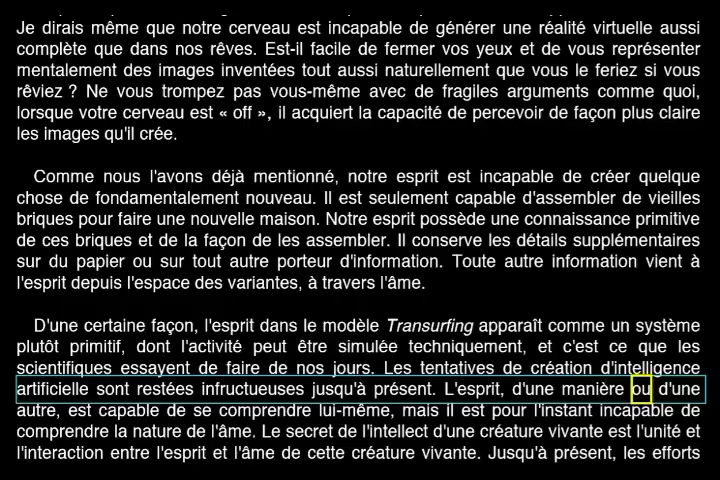 Je dirais même que notre cerveau est incapable de générer une réalité virtuelle aussi
complète que dans nos rêves. Est-il facile de fermer vos yeux et de vous représenter
mentalement des images inventées tout aussi naturellement que vous le feriez si vous
rêviez ? Ne vous trompez pas vous-même avec de fragiles arguments comme quoi,
lorsque votre cerveau est « off », il acquiert la capacité de percevoir de façon plus claire
les images qu'il crée.
Comme nous l'avons déjà mentionné, notre esprit est incapable de créer quelque
chose de fondamentalement nouveau. Il est seulement capable d'assembler de vieilles
briques pour faire une nouvelle maison. Notre esprit possède une connaissance primitive
de ces briques et de la façon de les assembler. Il conserve les détails supplémentaires
sur du papier ou sur tout autre porteur d'information. Toute autre information vient à
l'esprit depuis l'espace des variantes, à travers l'âme.
D'une certaine façon, l'esprit dans le modèle Transurfing apparaît comme un système
plutôt primitif, dont l'activité peut être simulée techniquement, et c'est ce que les
scientifiques essayent de faire de nos jours. Les tentatives de création d'intelligence
artificielle sont restées infructueuses jusqu'à présent. L'esprit, d'une manière ou d'une
autre, est capable de se comprendre lui-même, mais il est pour l'instant incapable de
comprendre la nature de l'âme. Le secret de l'intellect d'une créature vivante est l'unité et
l'interaction entre l'esprit et l'âme de cette créature vivante. Jusqu'à présent, les efforts